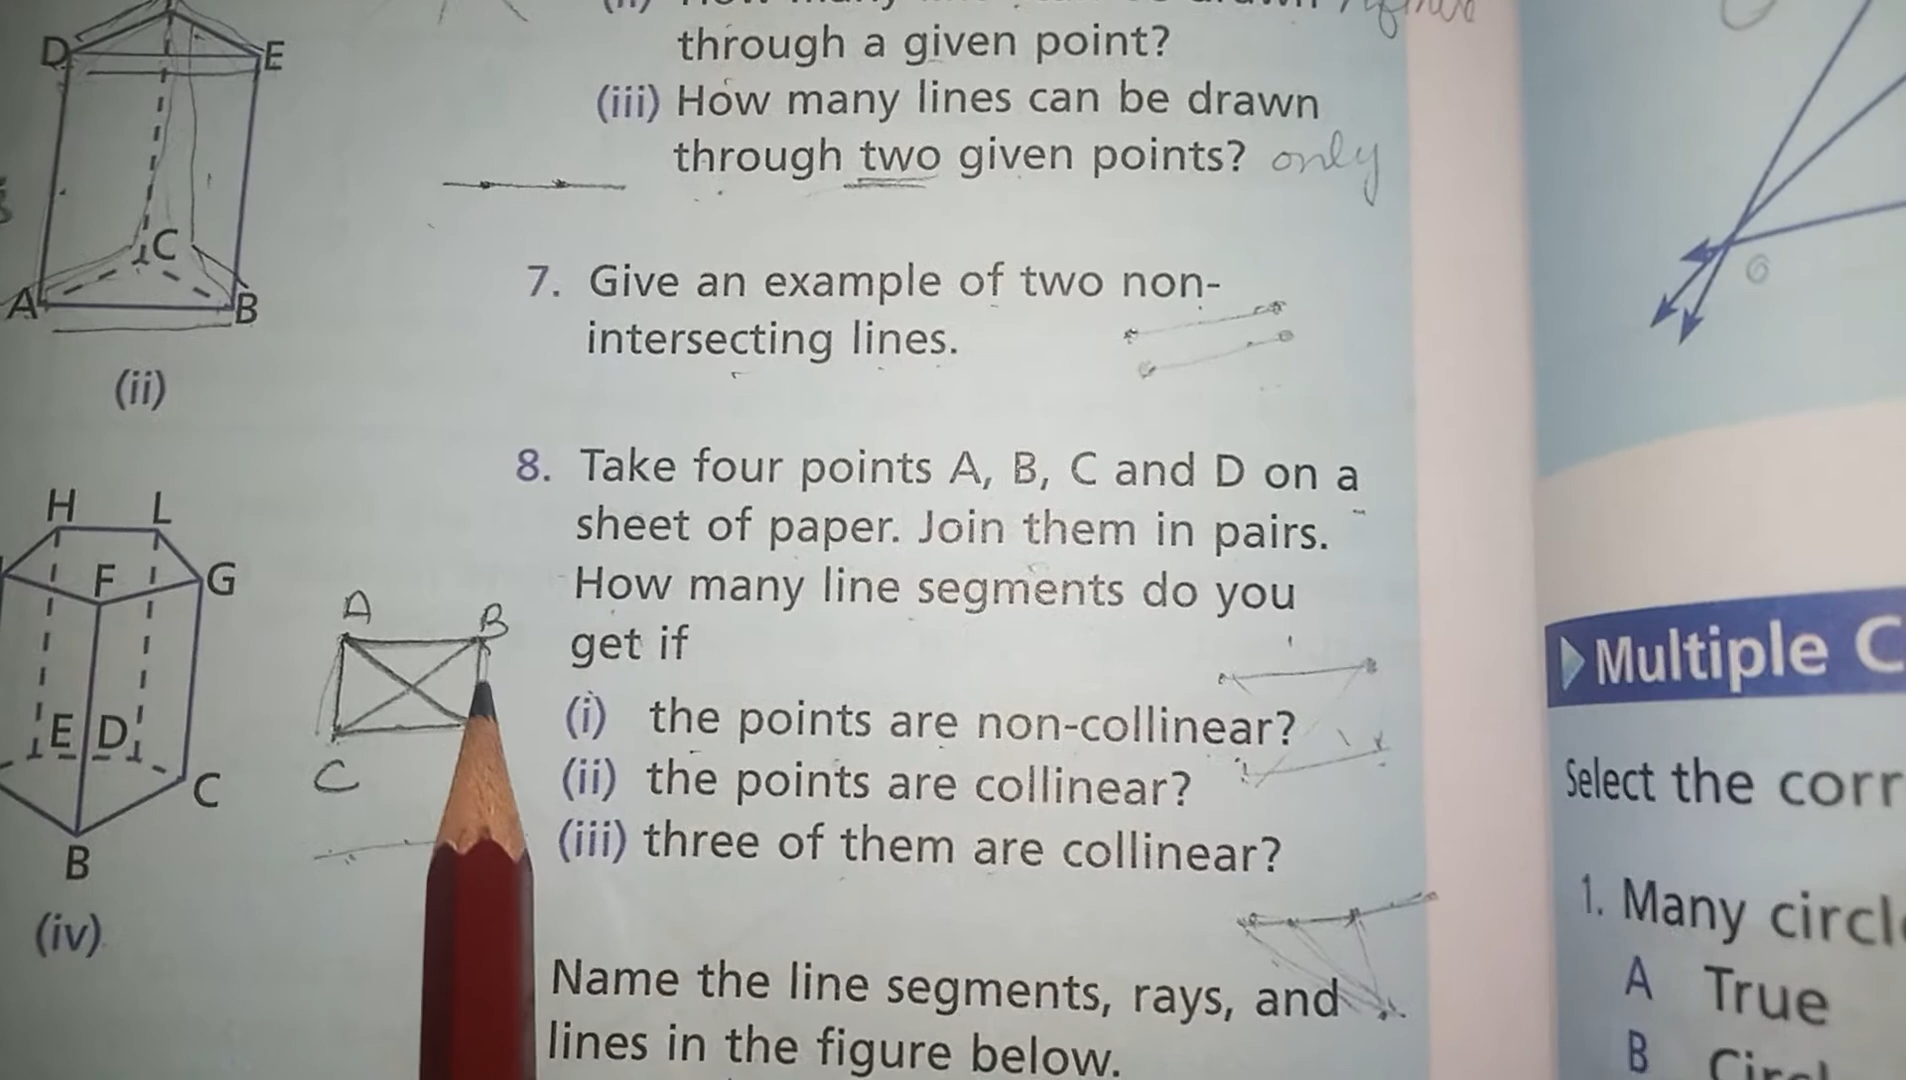 through a given point?
(iii) How many lines can be drawn
through two given points? only
7. Give an example of two non-
intersecting lines.
8. Take four points A, B, C and D on a
sheet of paper. Join them in pairs.
How many line segments do you
get if
(i) the points are non-collinear?
(ii) the points are collinear?
(iii) three of them are collinear?
Name the line segments, rays, and
lines in the figure below.
D E
C
A B
(ii)
H L
F G
E D
C
B
(iv)
A B
C
Multiple C
Select the corr
1. Many circl
A True
B